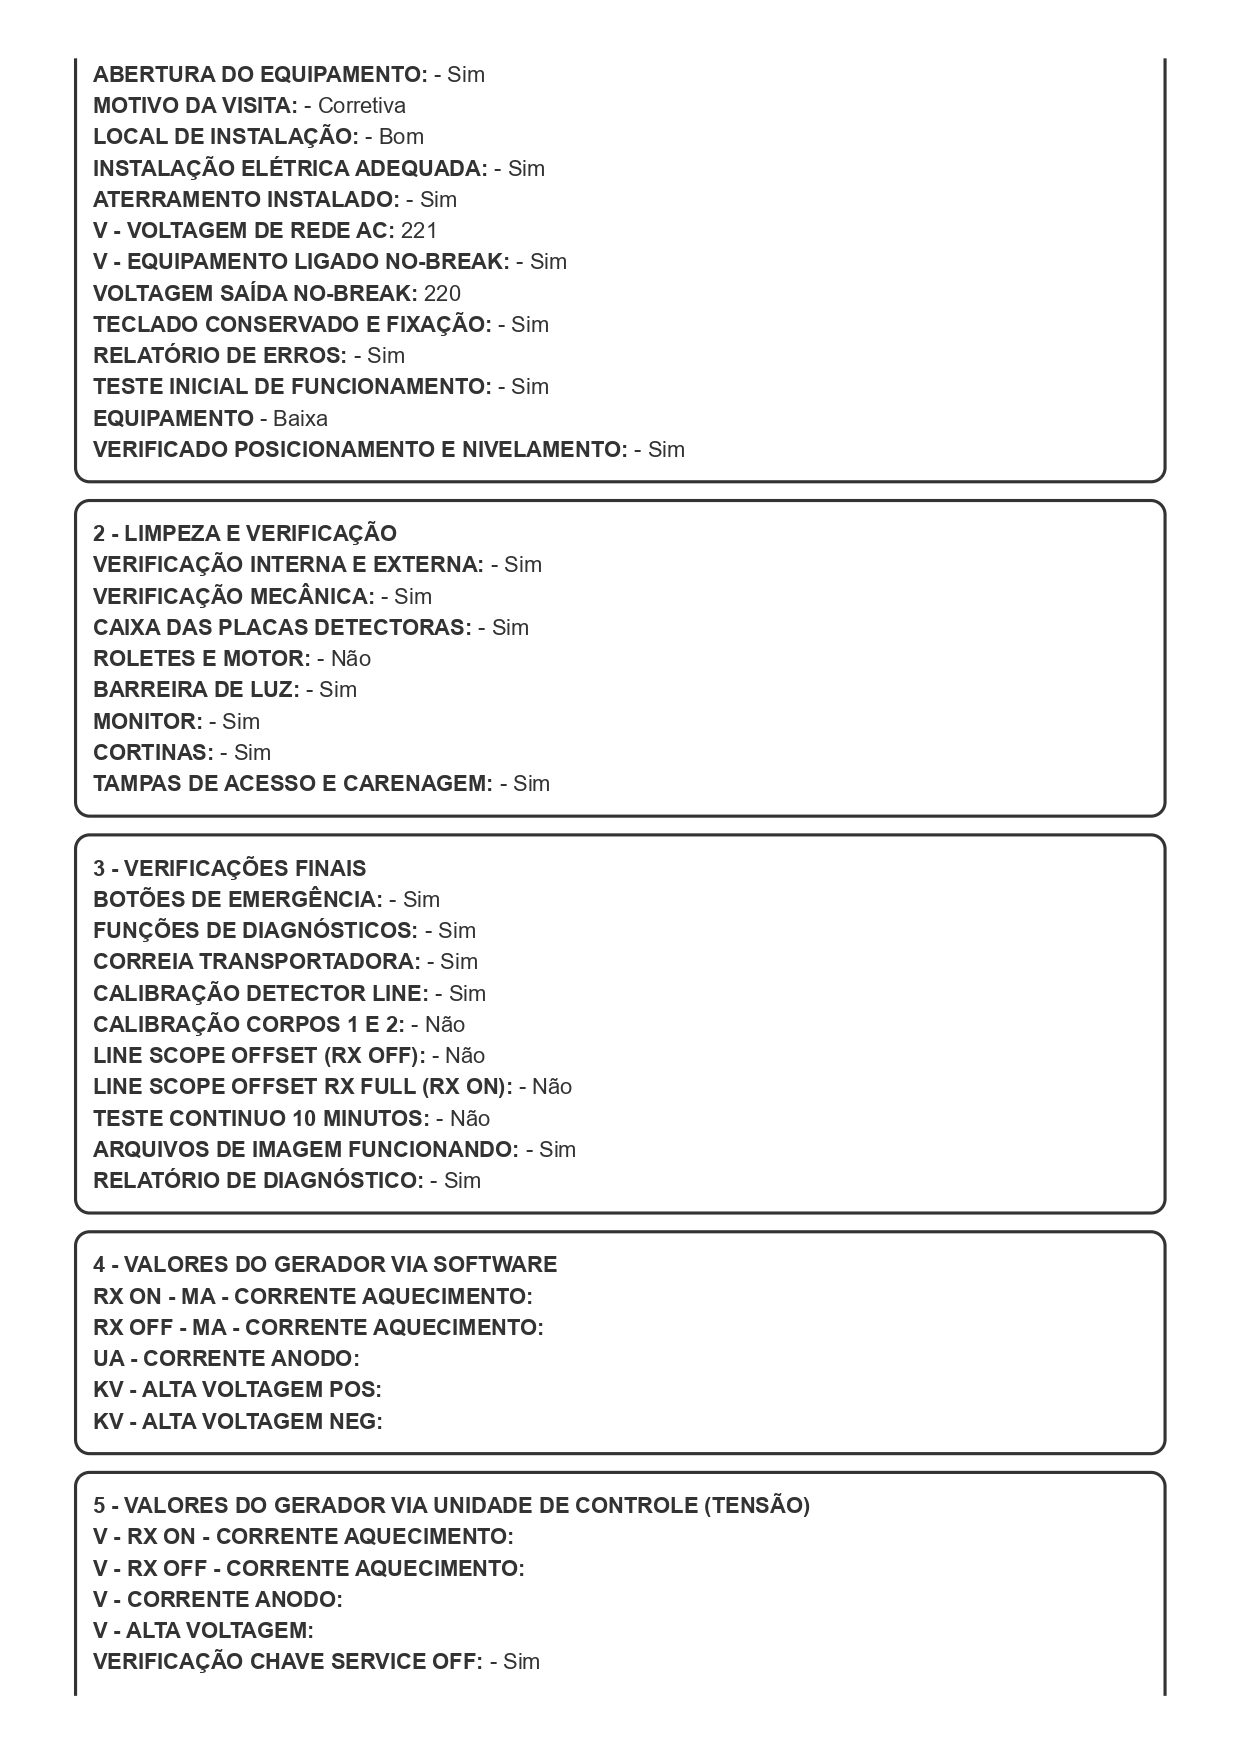 ABERTURA DO EQUIPAMENTO: - Sim
MOTIVO DA VISITA: - Corretiva
LOCAL DE INSTALAÇÃO: - Bom
INSTALAÇÃO ELÉTRICA ADEQUADA: - Sim
ATERRAMENTO INSTALADO: - Sim
V - VOLTAGEM DE REDE AC: 221
V - EQUIPAMENTO LIGADO NO-BREAK: - Sim
VOLTAGEM SAÍDA NO-BREAK: 220
TECLADO CONSERVADO E FIXAÇÃO: - Sim
RELATÓRIO DE ERROS: - Sim
TESTE INICIAL DE FUNCIONAMENTO: - Sim
EQUIPAMENTO - Baixa
VERIFICADO POSICIONAMENTO E NIVELAMENTO: - Sim
2 - LIMPEZA E VERIFICAÇÃO
VERIFICAÇÃO INTERNA E EXTERNA: - Sim
VERIFICAÇÃO MECÂNICA: - Sim
CAIXA DAS PLACAS DETECTORAS: - Sim
ROLETES E MOTOR: - Não
BARREIRA DE LUZ: - Sim
MONITOR: - Sim
CORTINAS: - Sim
TAMPAS DE ACESSO E CARENAGEM: - Sim
3 - VERIFICAÇÕES FINAIS
BOTÕES DE EMERGÊNCIA: - Sim
FUNÇÕES DE DIAGNÓSTICOS: - Sim
CORREIA TRANSPORTADORA: - Sim
CALIBRAÇÃO DETECTOR LINE: - Sim
CALIBRAÇÃO CORPOS 1 E 2: - Não
LINE SCOPE OFFSET (RX OFF): - Não
LINE SCOPE OFFSET RX FULL (RX ON): - Não
TESTE CONTINUO 10 MINUTOS: - Não
ARQUIVOS DE IMAGEM FUNCIONANDO: - Sim
RELATÓRIO DE DIAGNÓSTICO: - Sim
4 - VALORES DO GERADOR VIA SOFTWARE
RX ON - MA - CORRENTE AQUECIMENTO:
RX OFF - MA - CORRENTE AQUECIMENTO:
UA - CORRENTE ANODO:
KV - ALTA VOLTAGEM POS:
KV - ALTA VOLTAGEM NEG:
5 - VALORES DO GERADOR VIA UNIDADE DE CONTROLE (TENSÃO)
V - RX ON - CORRENTE AQUECIMENTO:
V - RX OFF - CORRENTE AQUECIMENTO:
V - CORRENTE ANODO:
V - ALTA VOLTAGEM:
VERIFICAÇÃO CHAVE SERVICE OFF: - Sim